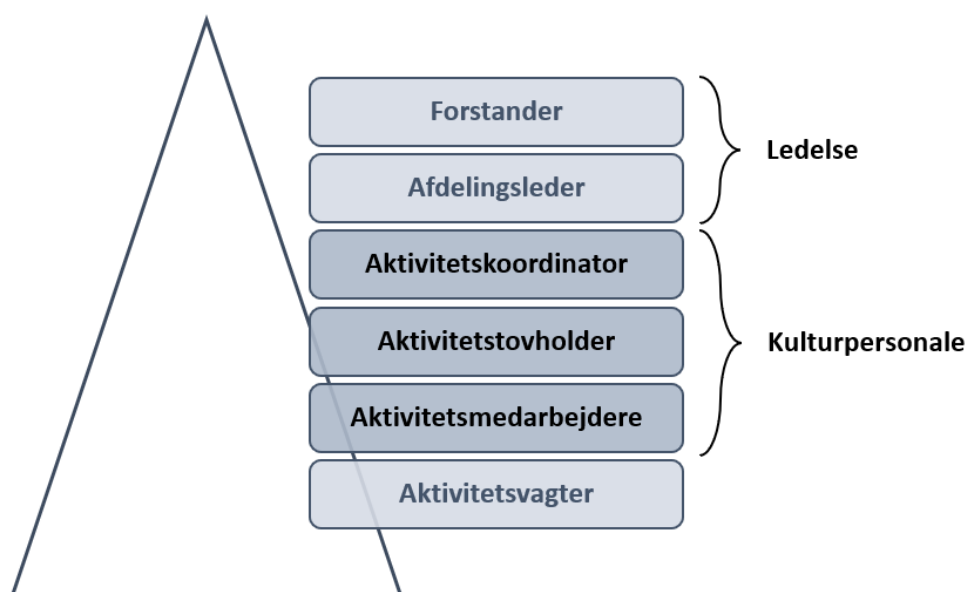 Forstander
Afdelingsleder
Ledelse
Aktivitetskoordinator
Aktivitetstovholder
Aktivitetsmedarbejdere
Kulturpersonale
Aktivitetsvagter